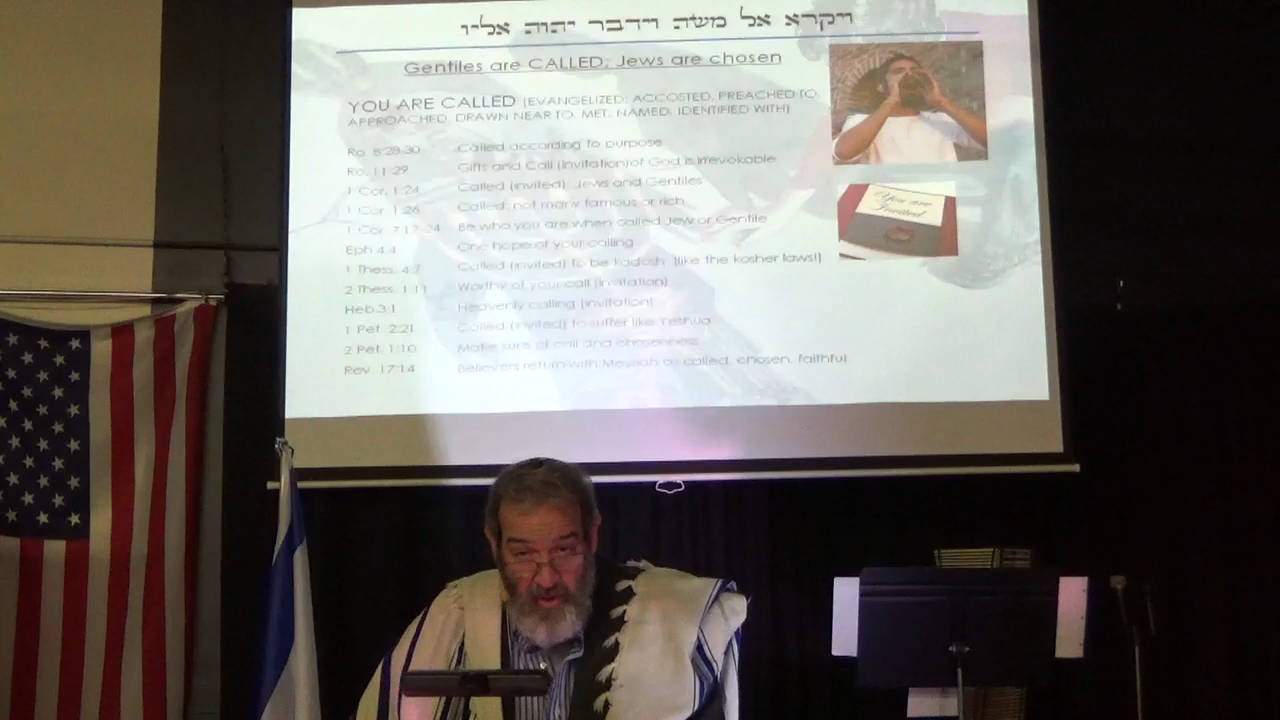 ויקרא אל משה וידבר יהוה אליו
Gentiles are CALLED; Jews are chosen
YOU ARE CALLED (EVANGELIZED; ACCOSTED, PREACHED TO,
APPROACHED, DRAWN NEAR TO, MET, NAMED, IDENTIFIED WITH)
Ro. 8:28-30 Called according to purpose
Ro. 11:29 Gifts and Call (invitation) of God is irrevokable
1 Cor. 1:24 Called (invited) Jews and Gentiles
1 Cor. 1:26 Called: not many famous or rich
1 Cor. 7:17-24 Be who you are when called Jew or Gentile
Eph 4:4 One hope of your calling
1 Thess. 4:7 Called (invited) to be kadosh (like the kosher laws!)
2 Thess. 1:11 Worthy of your call (invitation)
Heb.3:1 Heavenly calling (invitation)
1 Pet. 2:21 Called (invited) to suffer like Yeshua
2 Pet. 1:10 Make sure of call and chosenness
Rev. 17:14 Believers return with Messiah as called, chosen, faithful
You are
Invited